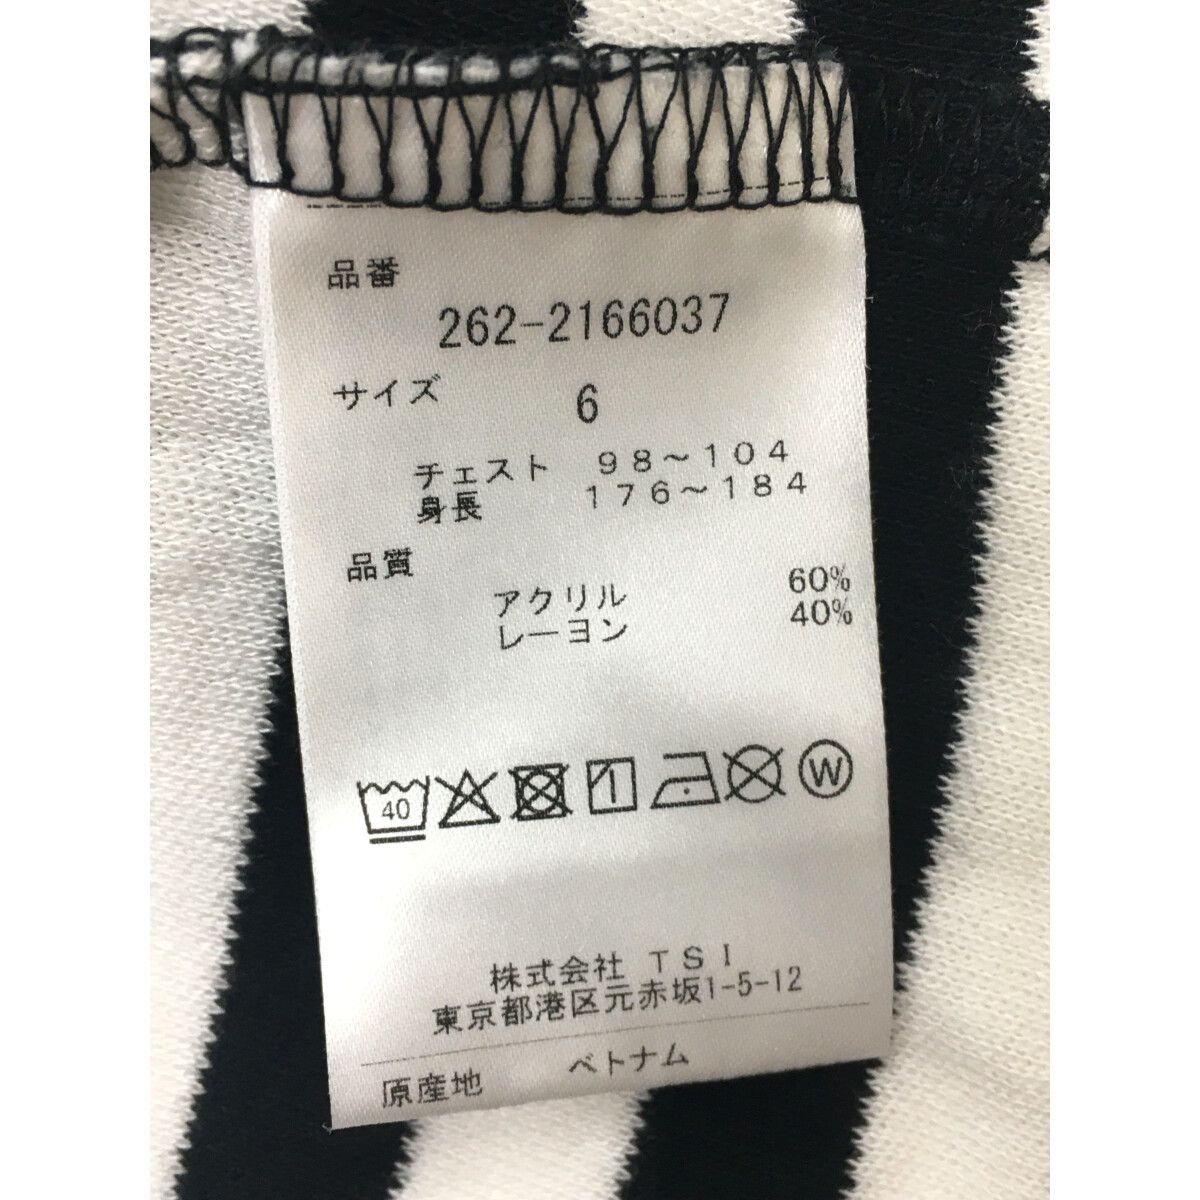 品番
262-2166037
サイズ 6
チェスト 98~104
身長 176~184
品質
アクリル 60%
レーヨン 40%
40
1
W
株式会社 TSI
東京都港区元赤坂1-5-12
原産地 ベトナム